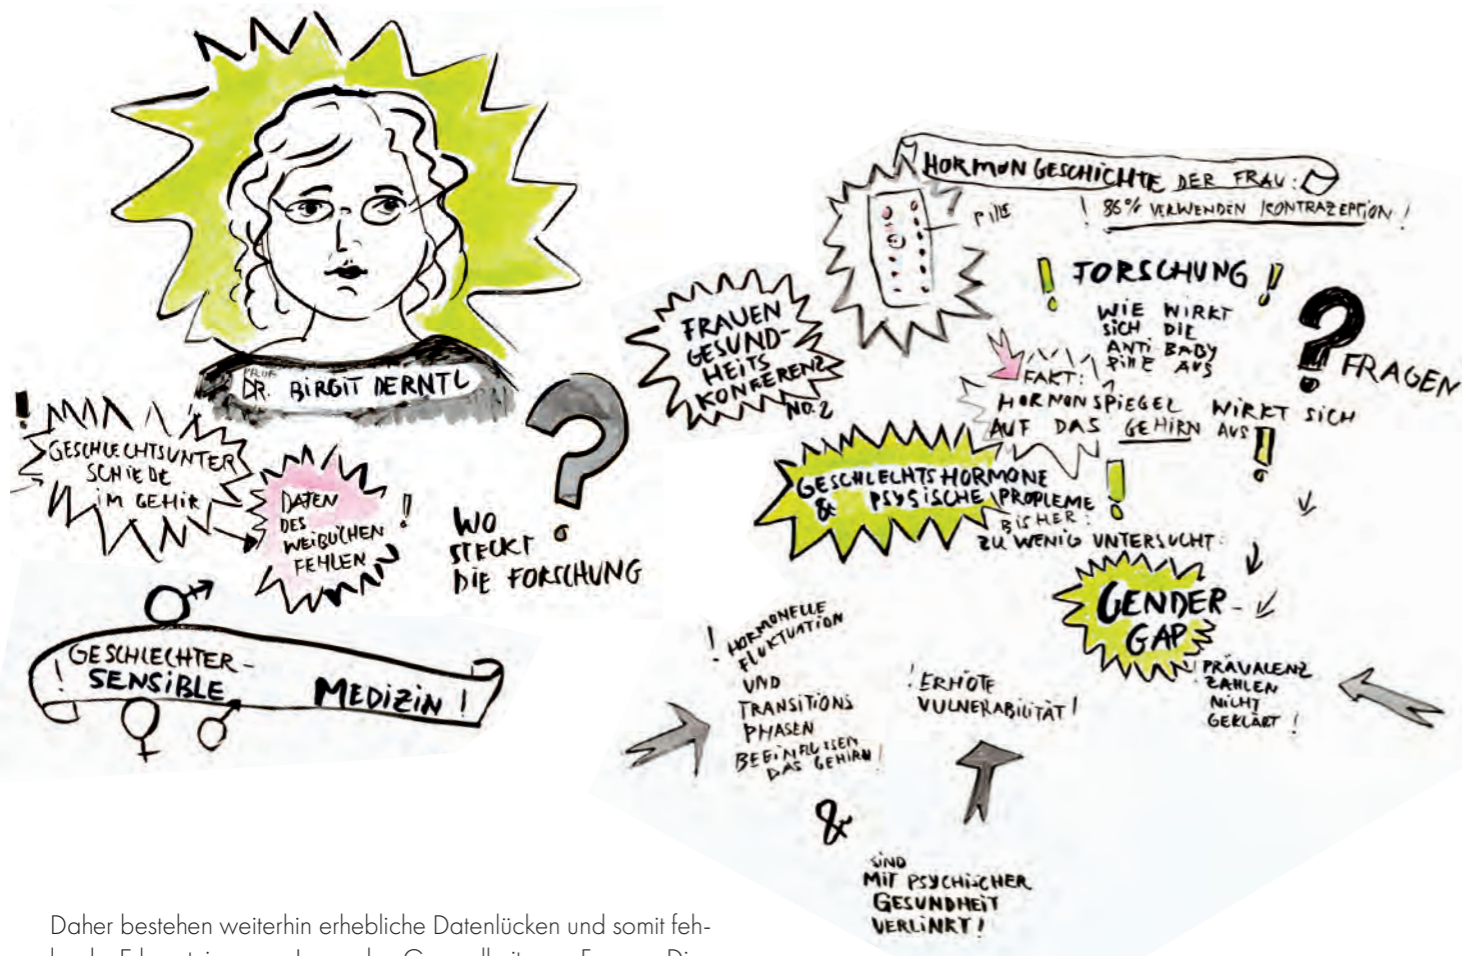 PROF.
DR. BIRGIT DERNTL
!
GESCHLECHTSUNTER
SCHIEDE
IM GEHIR
DATEN
DES
WEIBLICHEN
FEHLEN
!
?
WO
STECKT
DIE FORSCHUNG
! GESCHLECHTER-
SENSIBLE MEDIZIN !
FRAUEN
GESUND-
HEITS
KONFERENZ
NO. 2
HORMONGESCHICHTE DER FRAU:
! 86% VERWENDEN KONTRAZEPTION !
PILLE
! FORSCHUNG !
WIE WIRKT
SICH DIE
ANTI BABY
PILLE AUS
?
FRAGEN
FAKT:
HORMONSPIEGEL WIRKT SICH
AUF DAS GEHIRN AUS !
GESCHLECHTSHORMONE
& PSYSISCHE PROPLEME !
BISHER:
ZU WENIG UNTERSUCHT:
GENDER-
GAP
! PRÄVALENZ
ZAHLEN
NICHT
GEKLÄRT !
! HORMONELLE
FLUKTUATION
UND
TRANSITIONS
PHASEN
BEEINFLUSSEN
DAS GEHIRN !
! ERHÖTE
VULNERABILITÄT !
&
SIND
MIT PSYCHISCHER
GESUNDHEIT
VERLINKT !
Daher bestehen weiterhin erhebliche Datenlücken und somit feh-